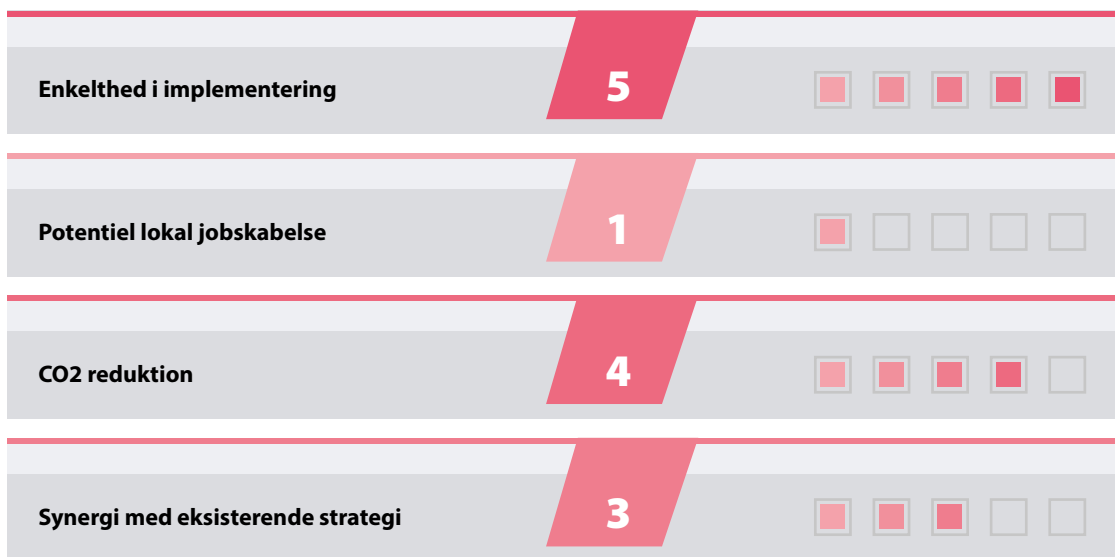 Enkelthed i implementering 5
Potentiel lokal jobskabelse 1
CO2 reduktion 4
Synergi med eksisterende strategi 3